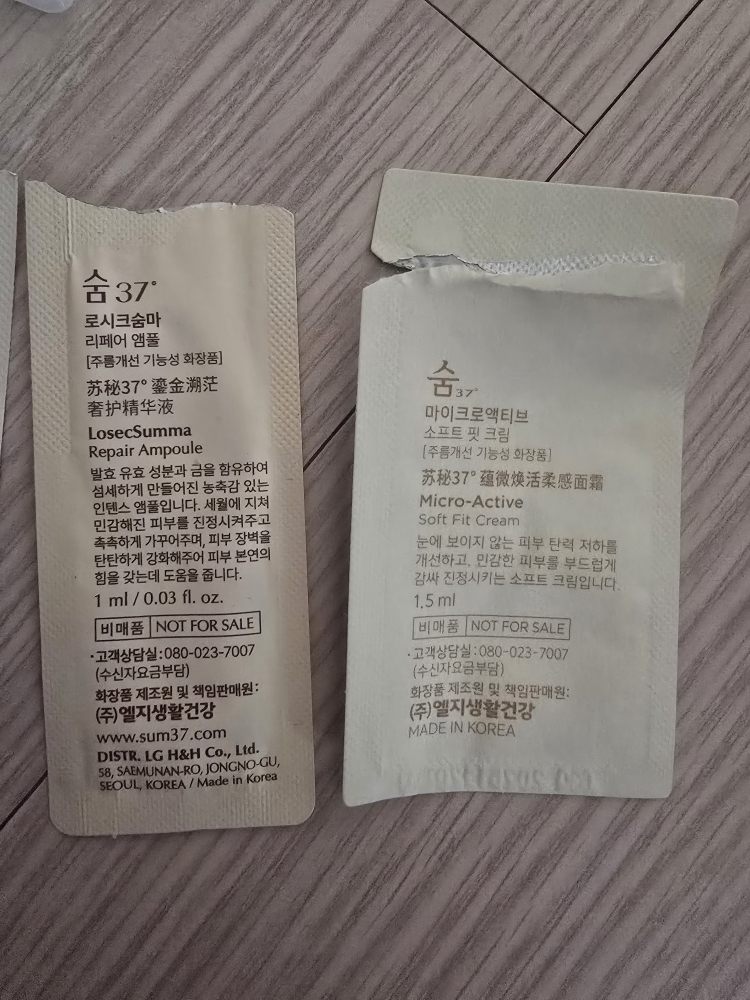 숨37°
로시크숨마
리페어 앰풀
[주름개선 기능성 화장품]
苏秘37° 鎏金溯茫
奢护精华液
LosecSumma
Repair Ampoule
발효 유효 성분과 금을 함유하여
섬세하게 만들어진 농축감 있는
인텐스 앰풀입니다. 세월에 지쳐
민감해진 피부를 진정시켜주고
촉촉하게 가꾸어주며, 피부 장벽을
탄탄하게 강화해주어 피부 본연의
힘을 갖는데 도움을 줍니다.
1 ml / 0.03 fl. oz.
비매품 NOT FOR SALE
·고객상담실:080-023-7007
(수신자요금부담)
화장품 제조원 및 책임판매원:
(주)엘지생활건강
www.sum37.com
DISTR. LG H&H Co., Ltd.
58, SAEMUNAN-RO, JONGNO-GU,
SEOUL, KOREA / Made in Korea
숨37°
마이크로액티브
소프트 핏 크림
[주름개선 기능성 화장품]
苏秘37° 蕴微焕活柔感面霜
Micro-Active
Soft Fit Cream
눈에 보이지 않는 피부 탄력 저하를
개선하고, 민감한 피부를 부드럽게
감싸 진정시키는 소프트 크림입니다.
1.5 ml
비매품 NOT FOR SALE
·고객상담실:080-023-7007
(수신자요금부담)
화장품 제조원 및 책임판매원:
(주)엘지생활건강
MADE IN KOREA